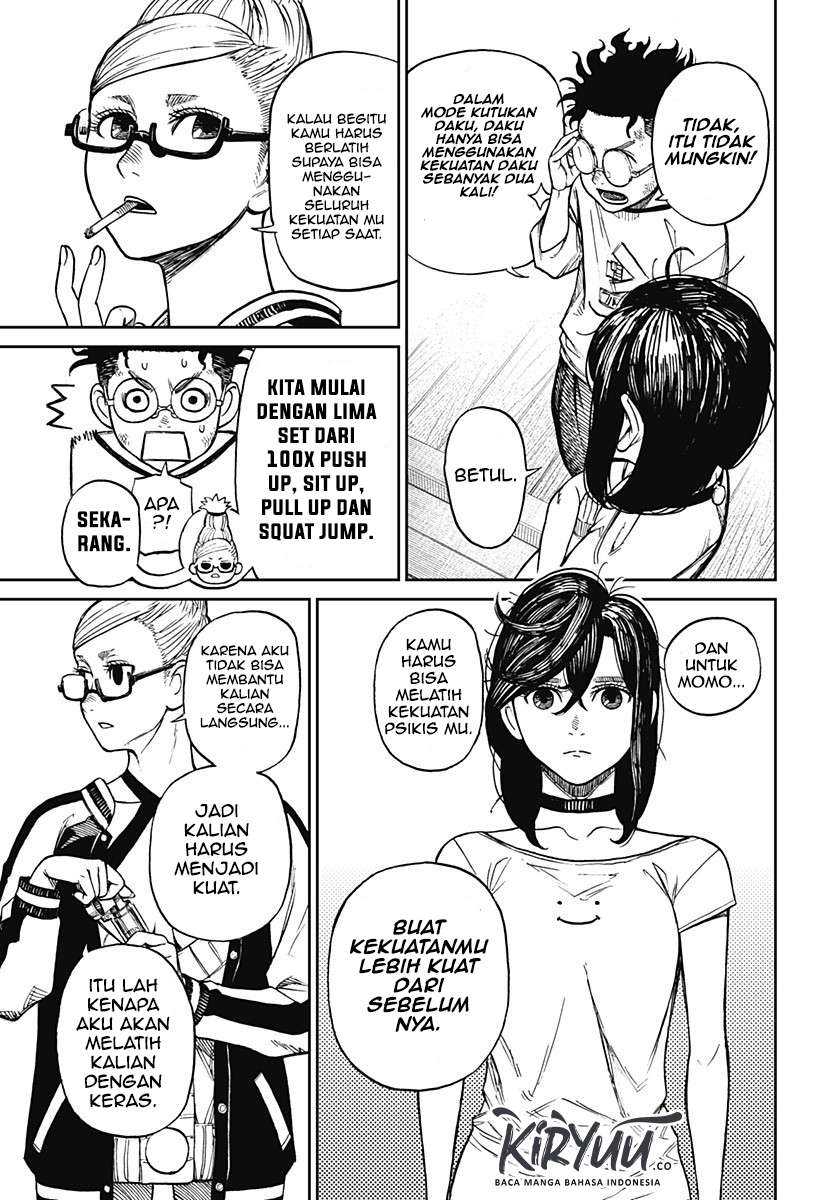 TIDAK,
ITU TIDAK
MUNGKIN!
DALAM
MODE KUTUKAN
DAKU, DAKU
HANYA BISA
MENGGUNAKAN
KEKUATAN DAKU
SEBANYAK DUA
KALI!
BETUL.
KALAU BEGITU
KAMU HARUS
BERLATIH
SUPAYA BISA
MENGGU-
NAKAN
SELURUH
KEKUATAN MU
SETIAP SAAT.
KITA MULAI
DENGAN LIMA
SET DARI
100X PUSH
UP, SIT UP,
PULL UP DAN
SQUAT JUMP.
APA
?!
SEKA-
RANG.
DAN
UNTUK
MOMO...
KAMU
HARUS
BISA
MELATIH
KEKUATAN
PSIKIS MU.
BUAT
KEKUATANMU
LEBIH KUAT
DARI
SEBELUM
NYA.
KARENA AKU
TIDAK BISA
MEMBANTU
KALIAN
SECARA
LANGSUNG...
JADI
KALIAN
HARUS
MENJADI
KUAT.
ITU LAH
KENAPA
AKU AKAN
MELATIH
KALIAN
DENGAN
KERAS.
KIRYUU.CO
BACA MANGA BAHASA INDONESIA